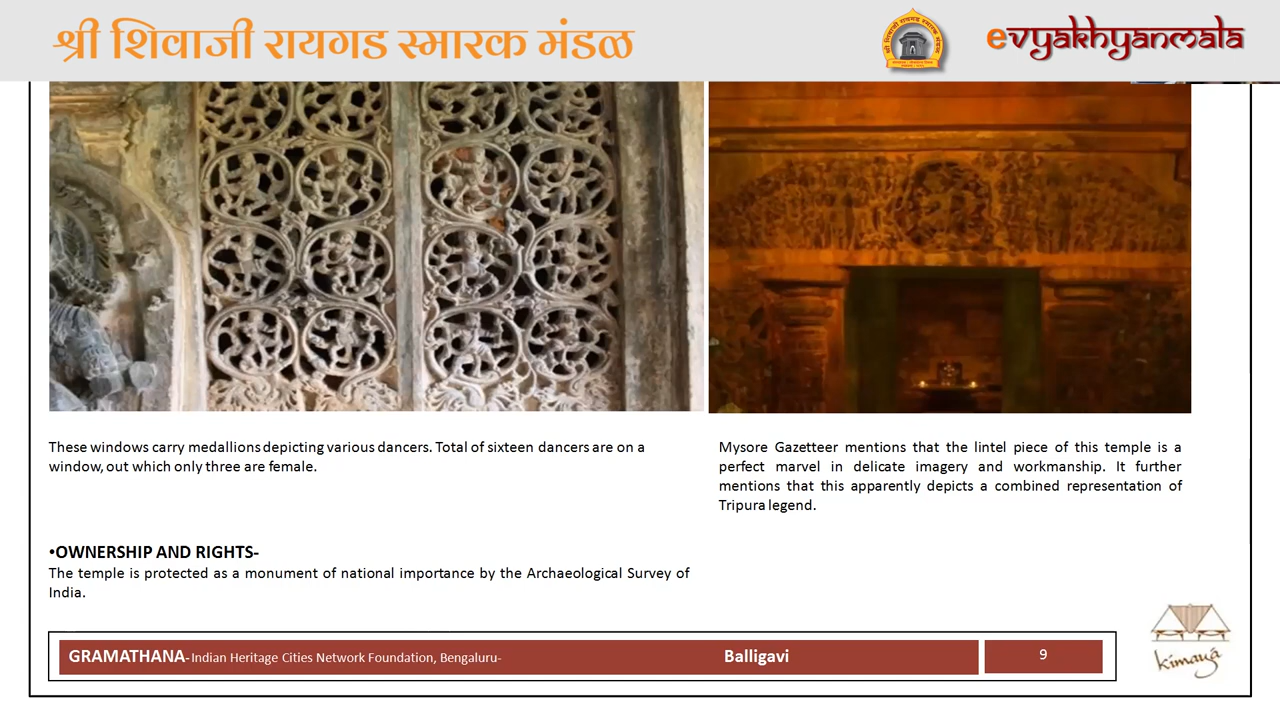 श्री शिवाजी रायगड स्मारक मंडळ
evyakhyanmala
These windows carry medallions depicting various dancers. Total of sixteen dancers are on a
window, out which only three are female.
Mysore Gazetteer mentions that the lintel piece of this temple is a
perfect marvel in delicate imagery and workmanship. It further
mentions that this apparently depicts a combined representation of
Tripura legend.
•OWNERSHIP AND RIGHTS-
The temple is protected as a monument of national importance by the Archaeological Survey of
India.
GRAMATHANA-Indian Heritage Cities Network Foundation, Bengaluru-
Balligavi
9
kimaya